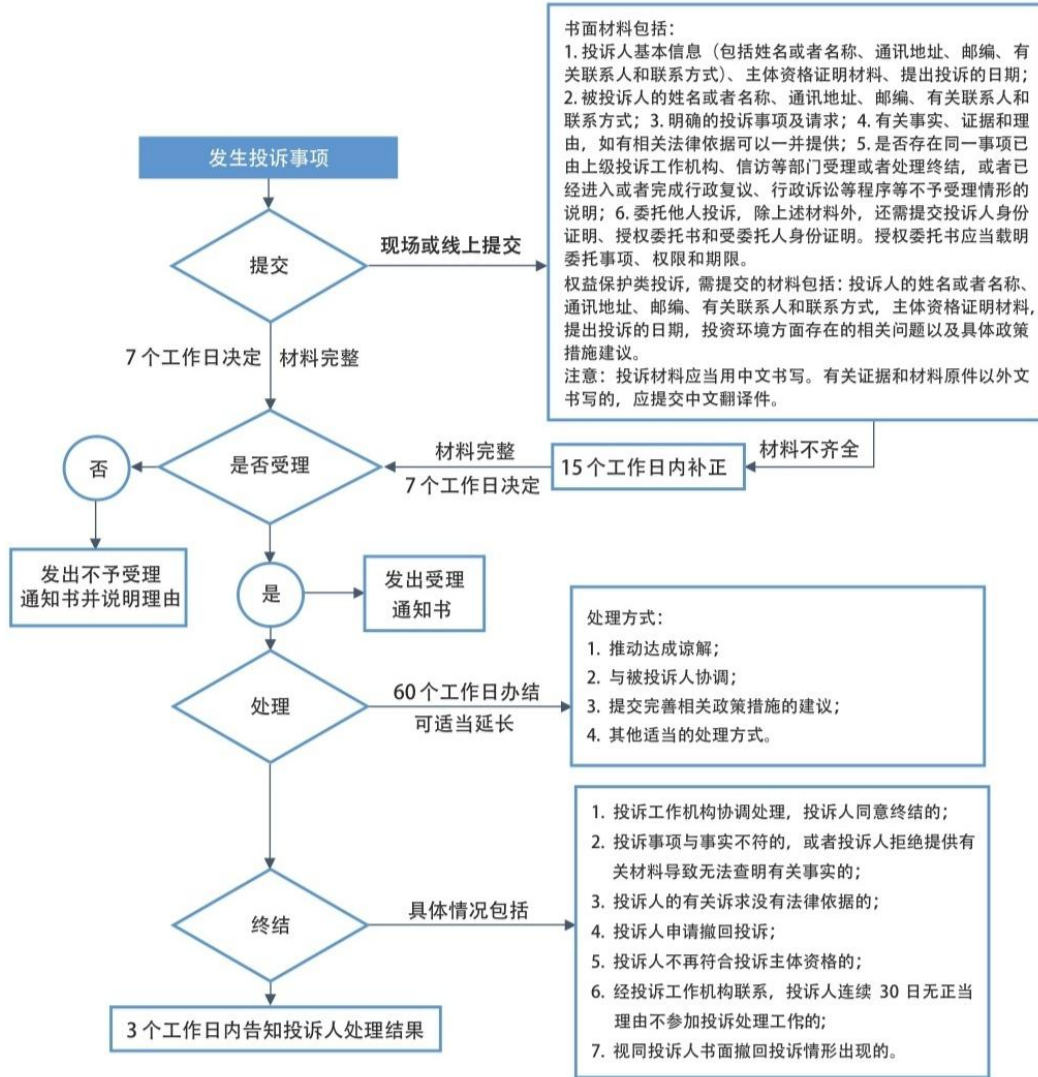 发生投诉事项
提交
现场或线上提交
书面材料包括：
1. 投诉人基本信息（包括姓名或者名称、通讯地址、邮编、有
关联系人和联系方式）、主体资格证明材料、提出投诉的日期；
2. 被投诉人的姓名或者名称、通讯地址、邮编、有关联系人和
联系方式；3. 明确的投诉事项及请求；4. 有关事实、证据和理
由，如有相关法律依据可以一并提供；5. 是否存在同一事项已
由上级投诉工作机构、信访等部门受理或者处理终结，或者已
经进入或者完成行政复议、行政诉讼等程序等不予受理情形的
说明；6. 委托他人投诉，除上述材料外，还需提交投诉人身份
证明、授权委托书和受委托人身份证明。授权委托书应当载明
委托事项、权限和期限。
权益保护类投诉，需提交的材料包括：投诉人的姓名或者名称、
通讯地址、邮编、有关联系人和联系方式，主体资格证明材料，
提出投诉的日期，投资环境方面存在的相关问题以及具体政策
措施建议。
注意：投诉材料应当用中文书写。有关证据和材料原件以外文
书写的，应提交中文翻译件。
7 个工作日决定 材料完整
材料不齐全
15 个工作日内补正
材料完整
7 个工作日决定
是否受理
否
发出不予受理
通知书并说明理由
是
发出受理
通知书
处理
60 个工作日办结
可适当延长
处理方式：
1. 推动达成谅解；
2. 与被投诉人协调；
3. 提交完善相关政策措施的建议；
4. 其他适当的处理方式。
终结
具体情况包括
1. 投诉工作机构协调处理，投诉人同意终结的；
2. 投诉事项与事实不符的，或者投诉人拒绝提供有
关材料导致无法查明有关事实的；
3. 投诉人的有关诉求没有法律依据的；
4. 投诉人申请撤回投诉；
5. 投诉人不再符合投诉主体资格的；
6. 经投诉工作机构联系，投诉人连续 30 日无正当
理由不参加投诉处理工作的；
7. 视同投诉人书面撤回投诉情形出现的。
3 个工作日内告知投诉人处理结果